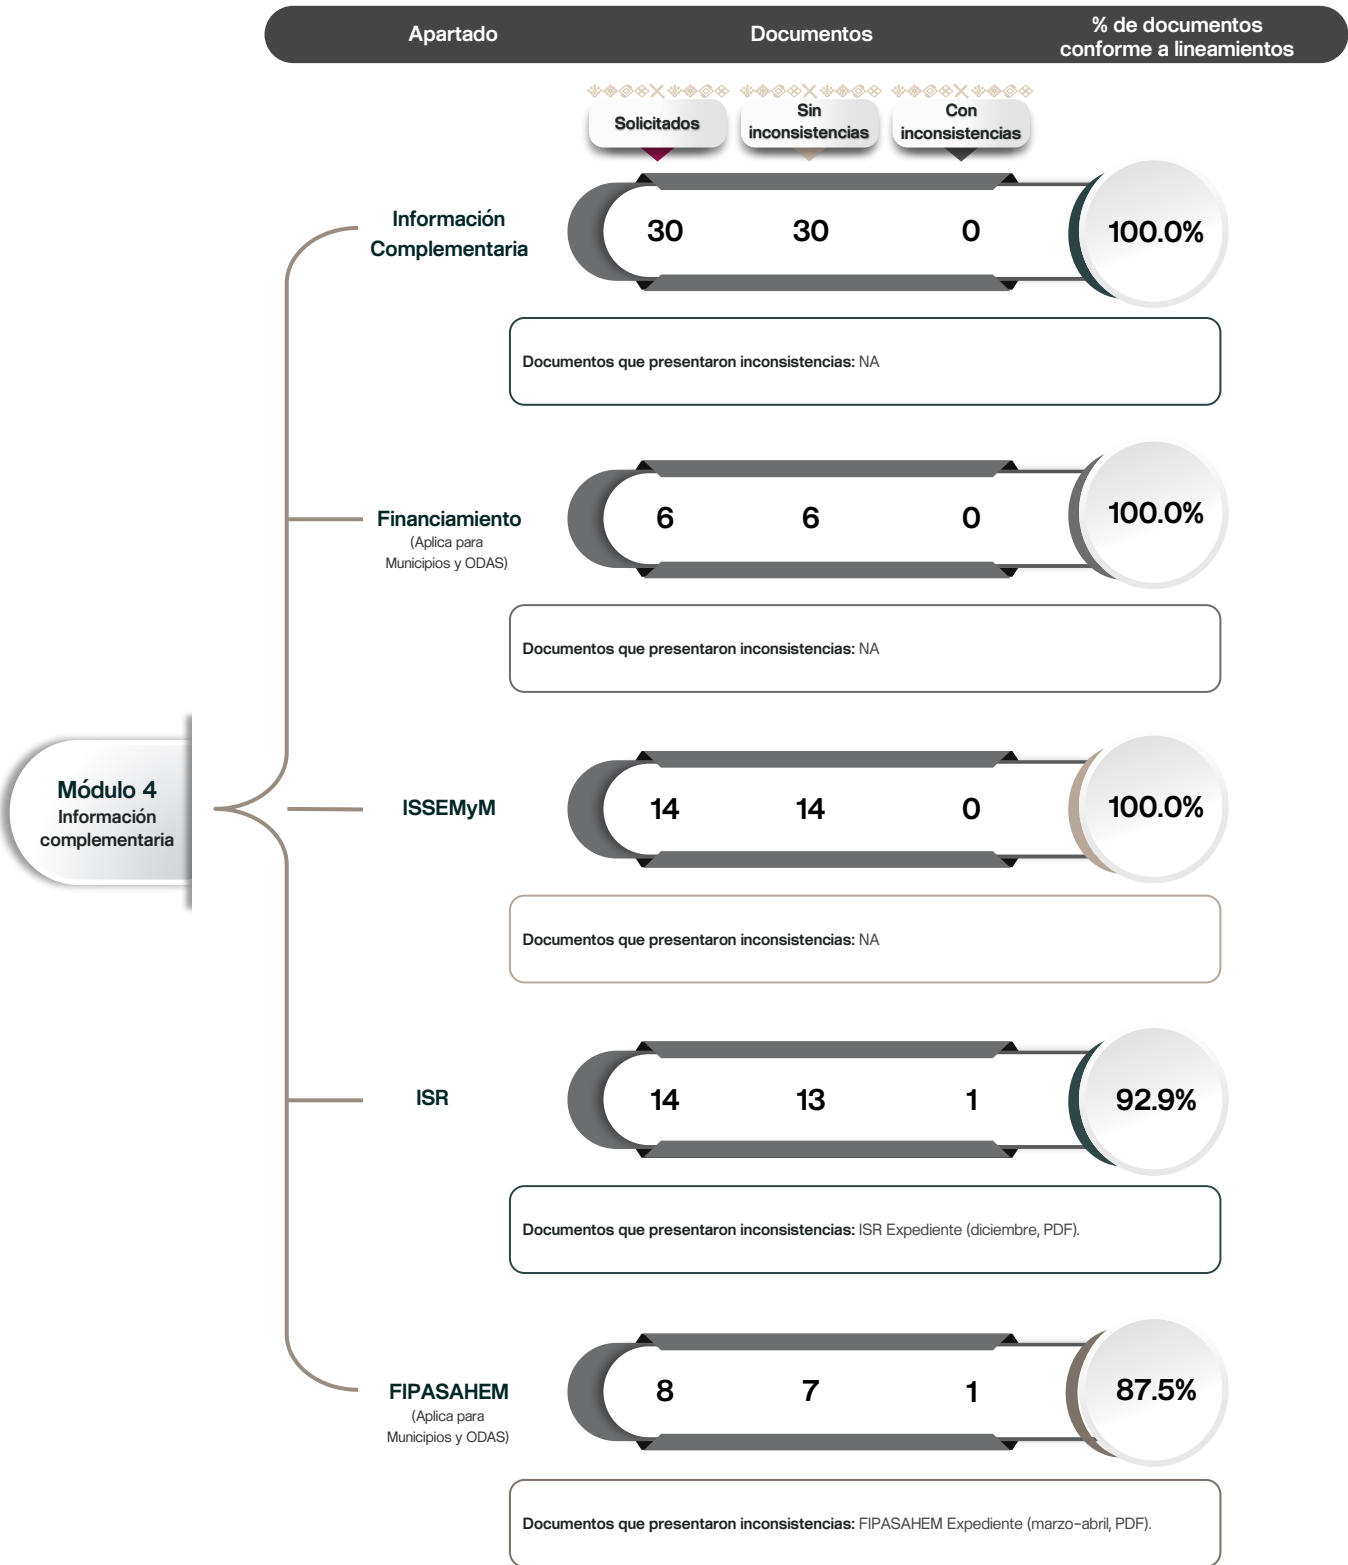 Apartado
Documentos
% de documentos
conforme a lineamientos
Solicitados
Sin
inconsistencias
Con
inconsistencias
Información
Complementaria
30
30
0
100.0%
Documentos que presentaron inconsistencias: NA
Financiamiento
(Aplica para
Municipios y ODAS)
6
6
0
100.0%
Documentos que presentaron inconsistencias: NA
Módulo 4
Información
complementaria
ISSEMyM
14
14
0
100.0%
Documentos que presentaron inconsistencias: NA
ISR
14
13
1
92.9%
Documentos que presentaron inconsistencias: ISR Expediente (diciembre, PDF).
FIPASAHEM
(Aplica para
Municipios y ODAS)
8
7
1
87.5%
Documentos que presentaron inconsistencias: FIPASAHEM Expediente (marzo-abril, PDF).